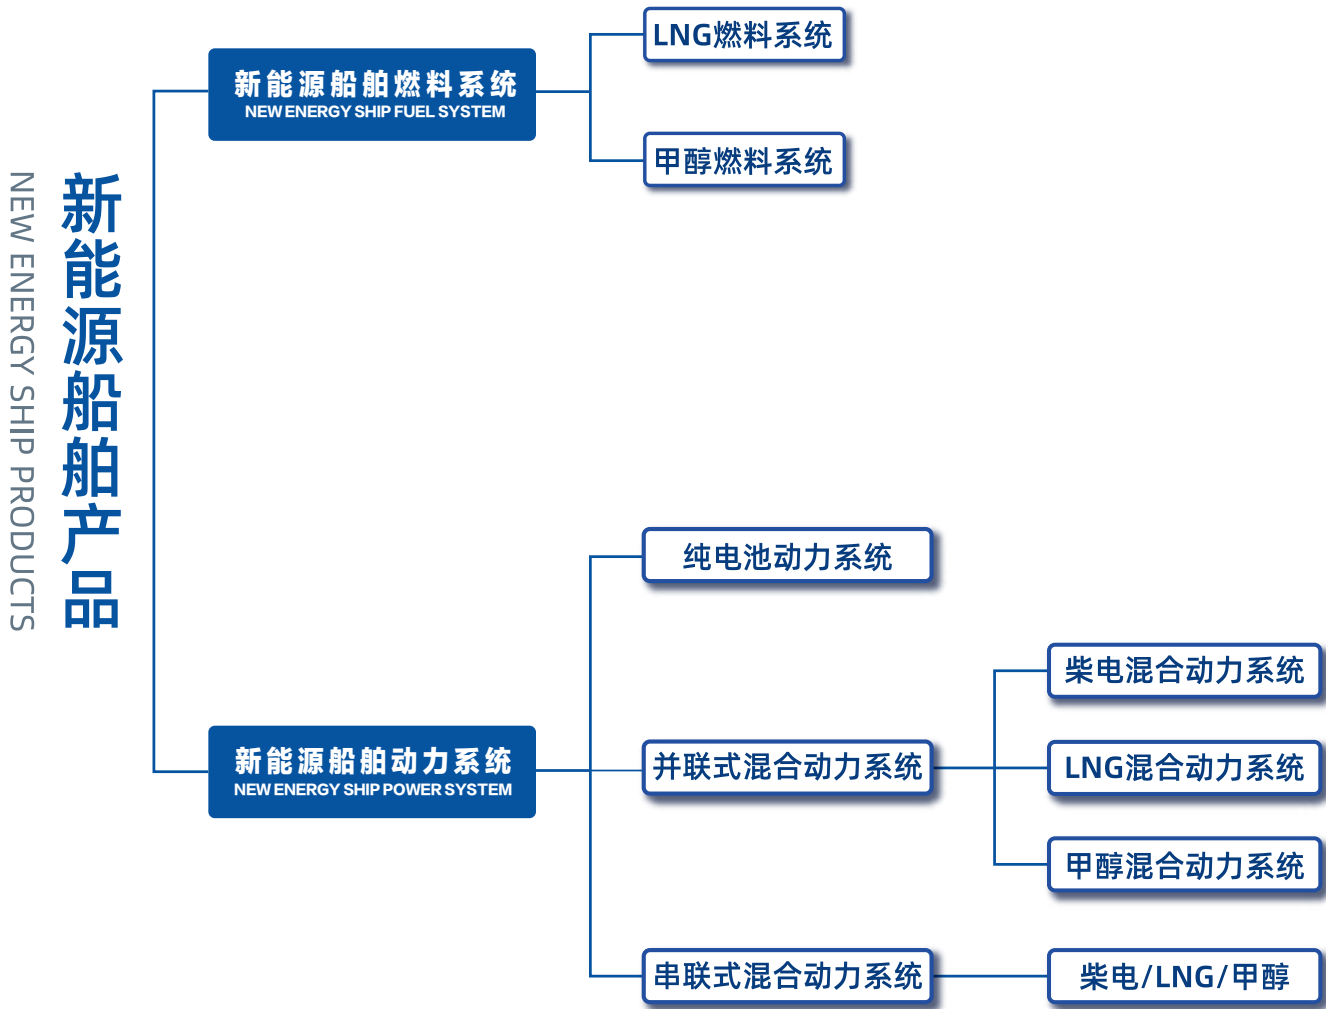 新能源船舶产品
NEW ENERGY SHIP PRODUCTS
新能源船舶燃料系统
NEW ENERGY SHIP FUEL SYSTEM
LNG燃料系统
甲醇燃料系统
新能源船舶动力系统
NEW ENERGY SHIP POWER SYSTEM
纯电池动力系统
并联式混合动力系统
柴电混合动力系统
LNG混合动力系统
甲醇混合动力系统
串联式混合动力系统
柴电/LNG/甲醇